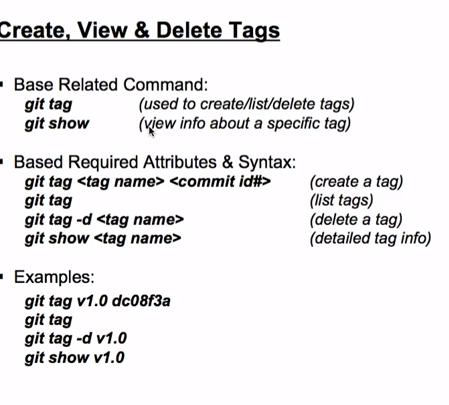 Create, View & Delete Tags
Base Related Command:
git tag (used to create/list/delete tags)
git show (view info about a specific tag)
Based Required Attributes & Syntax:
git tag <tag name> <commit id#> (create a tag)
git tag (list tags)
git tag -d <tag name> (delete a tag)
git show <tag name> (detailed tag info)
Examples:
git tag v1.0 dc08f3a
git tag
git tag -d v1.0
git show v1.0